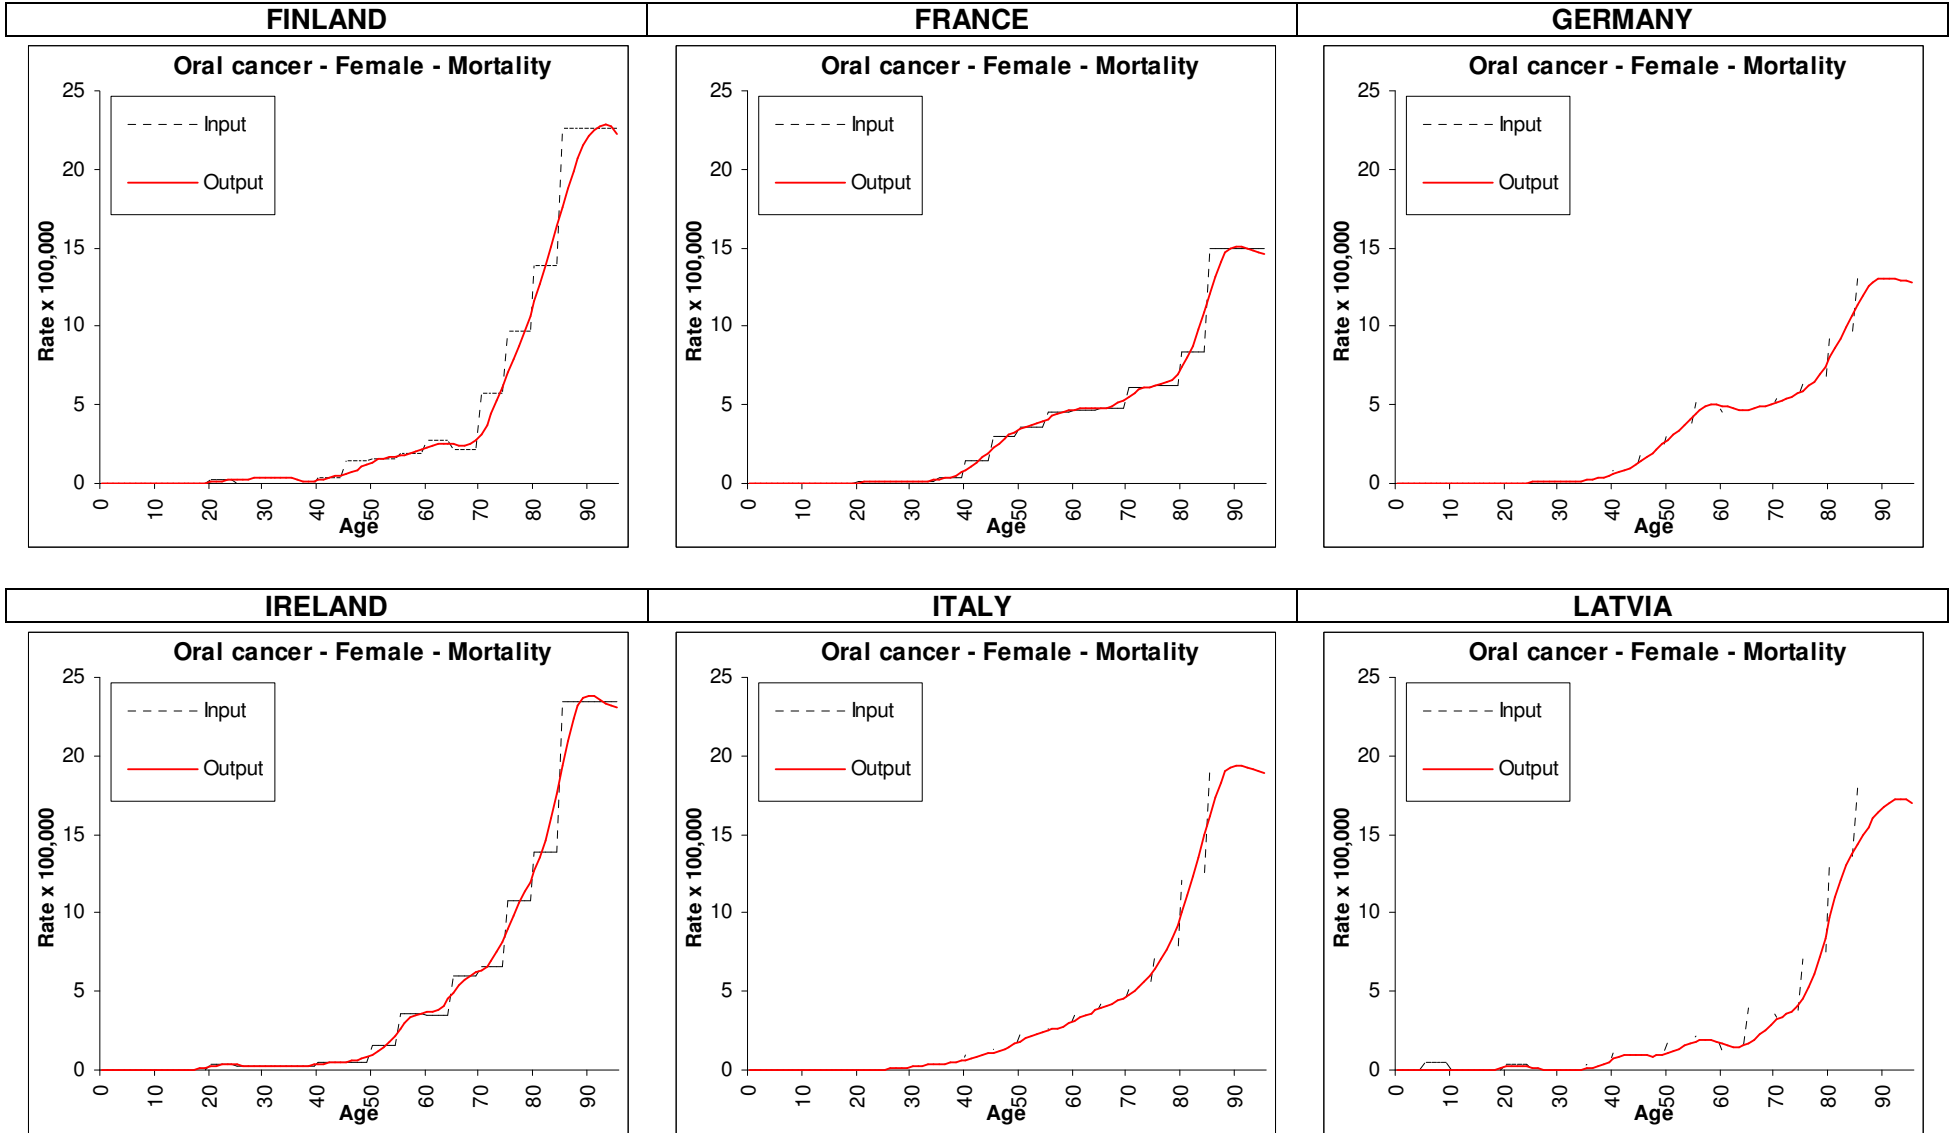 FINLAND FRANCE GERMANY
Oral cancer - Female - Mortality
25
20
15
10
5
0
Rate x 100,000
Input
Output
0 10 20 30 40 50 60 70 80 90
Age
Oral cancer - Female - Mortality
25
20
15
10
5
0
Rate x 100,000
Input
Output
0 10 20 30 40 50 60 70 80 90
Age
Oral cancer - Female - Mortality
25
20
15
10
5
0
Rate x 100,000
Input
Output
0 10 20 30 40 50 60 70 80 90
Age
IRELAND ITALY LATVIA
Oral cancer - Female - Mortality
25
20
15
10
5
0
Rate x 100,000
Input
Output
0 10 20 30 40 50 60 70 80 90
Age
Oral cancer - Female - Mortality
25
20
15
10
5
0
Rate x 100,000
Input
Output
0 10 20 30 40 50 60 70 80 90
Age
Oral cancer - Female - Mortality
25
20
15
10
5
0
Rate x 100,000
Input
Output
0 10 20 30 40 50 60 70 80 90
Age